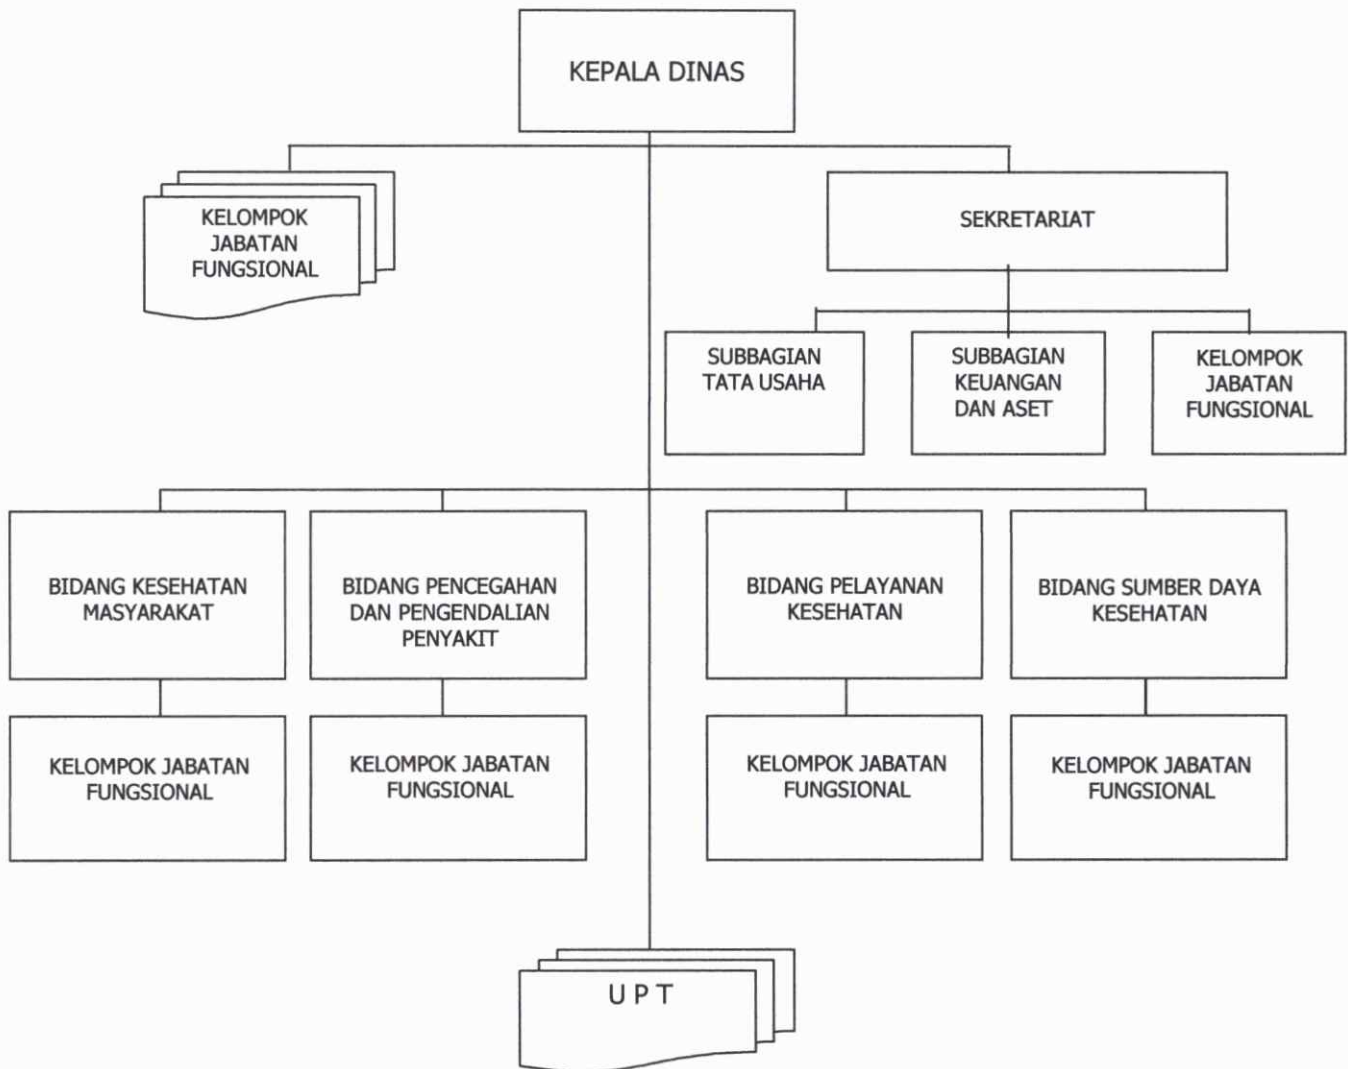 KEPALA DINAS
KELOMPOK
JABATAN
FUNGSIONAL
SEKRETARIAT
SUBBAGIAN
TATA USAHA
SUBBAGIAN
KEUANGAN
DAN ASET
KELOMPOK
JABATAN
FUNGSIONAL
BIDANG KESEHATAN
MASYARAKAT
BIDANG PENCEGAHAN
DAN PENGENDALIAN
PENYAKIT
BIDANG PELAYANAN
KESEHATAN
BIDANG SUMBER DAYA
KESEHATAN
KELOMPOK JABATAN
FUNGSIONAL
KELOMPOK JABATAN
FUNGSIONAL
KELOMPOK JABATAN
FUNGSIONAL
KELOMPOK JABATAN
FUNGSIONAL
U P T